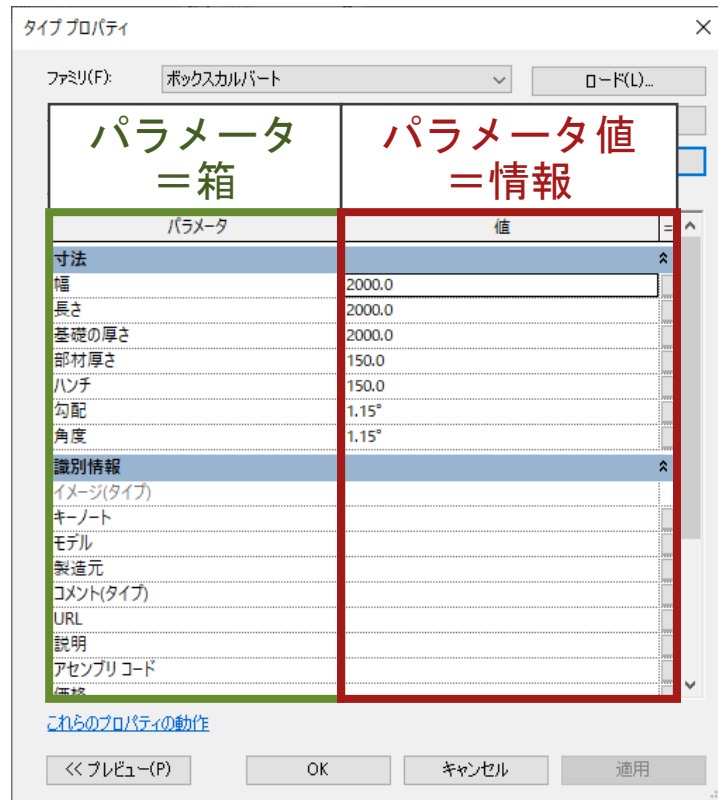 タイプ プロパティ
ファミリ(F): ボックスカルバート ロード(L)...
パラメータ
＝箱
パラメータ値
＝情報
パラメータ 値 =
寸法
幅 2000.0
長さ 2000.0
基礎の厚さ 2000.0
部材厚さ 150.0
ハンチ 150.0
勾配 1.15°
角度 1.15°
識別情報
イメージ(タイプ)
キーノート
モデル
製造元
コメント(タイプ)
URL
説明
アセンブリ コード
価格
これらのプロパティの動作
<< プレビュー(P) OK キャンセル 適用